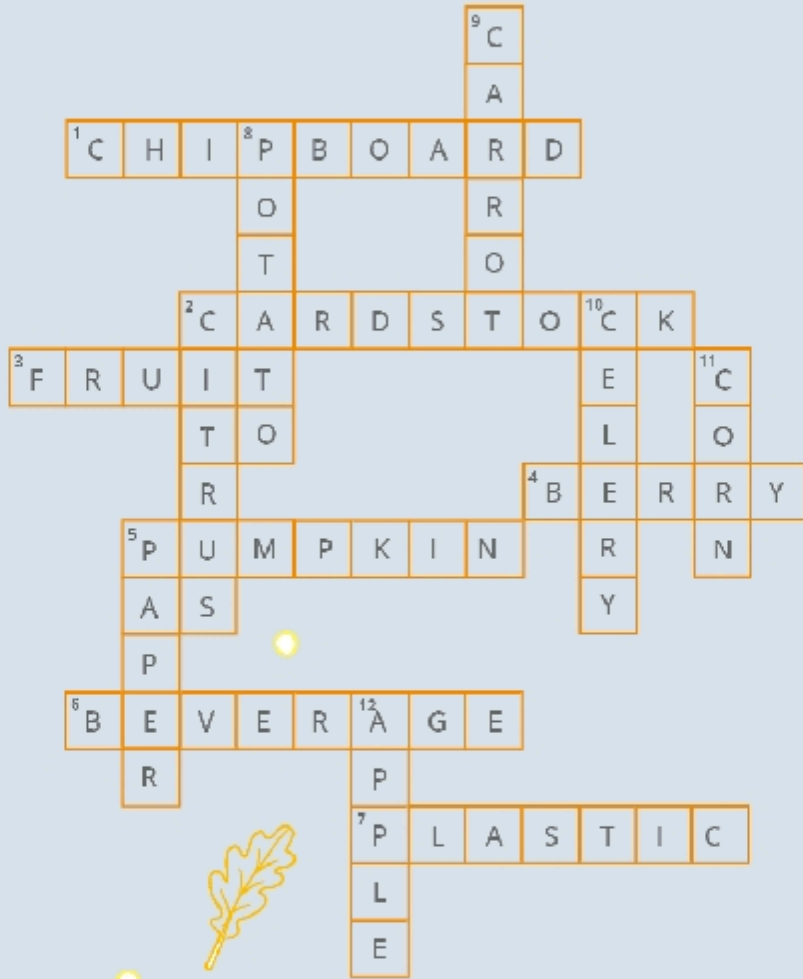 9 C
A
1 C H I 8 P B O A R D
O R
T O
2 C A R D S T O 10 C K
3 F R U I T E 11 C
T O L O
R 4 B E R R Y
5 P U M P K I N R N
A S Y
P
6 B E V E R 12 A G E
R P
7 P L A S T I C
L
E